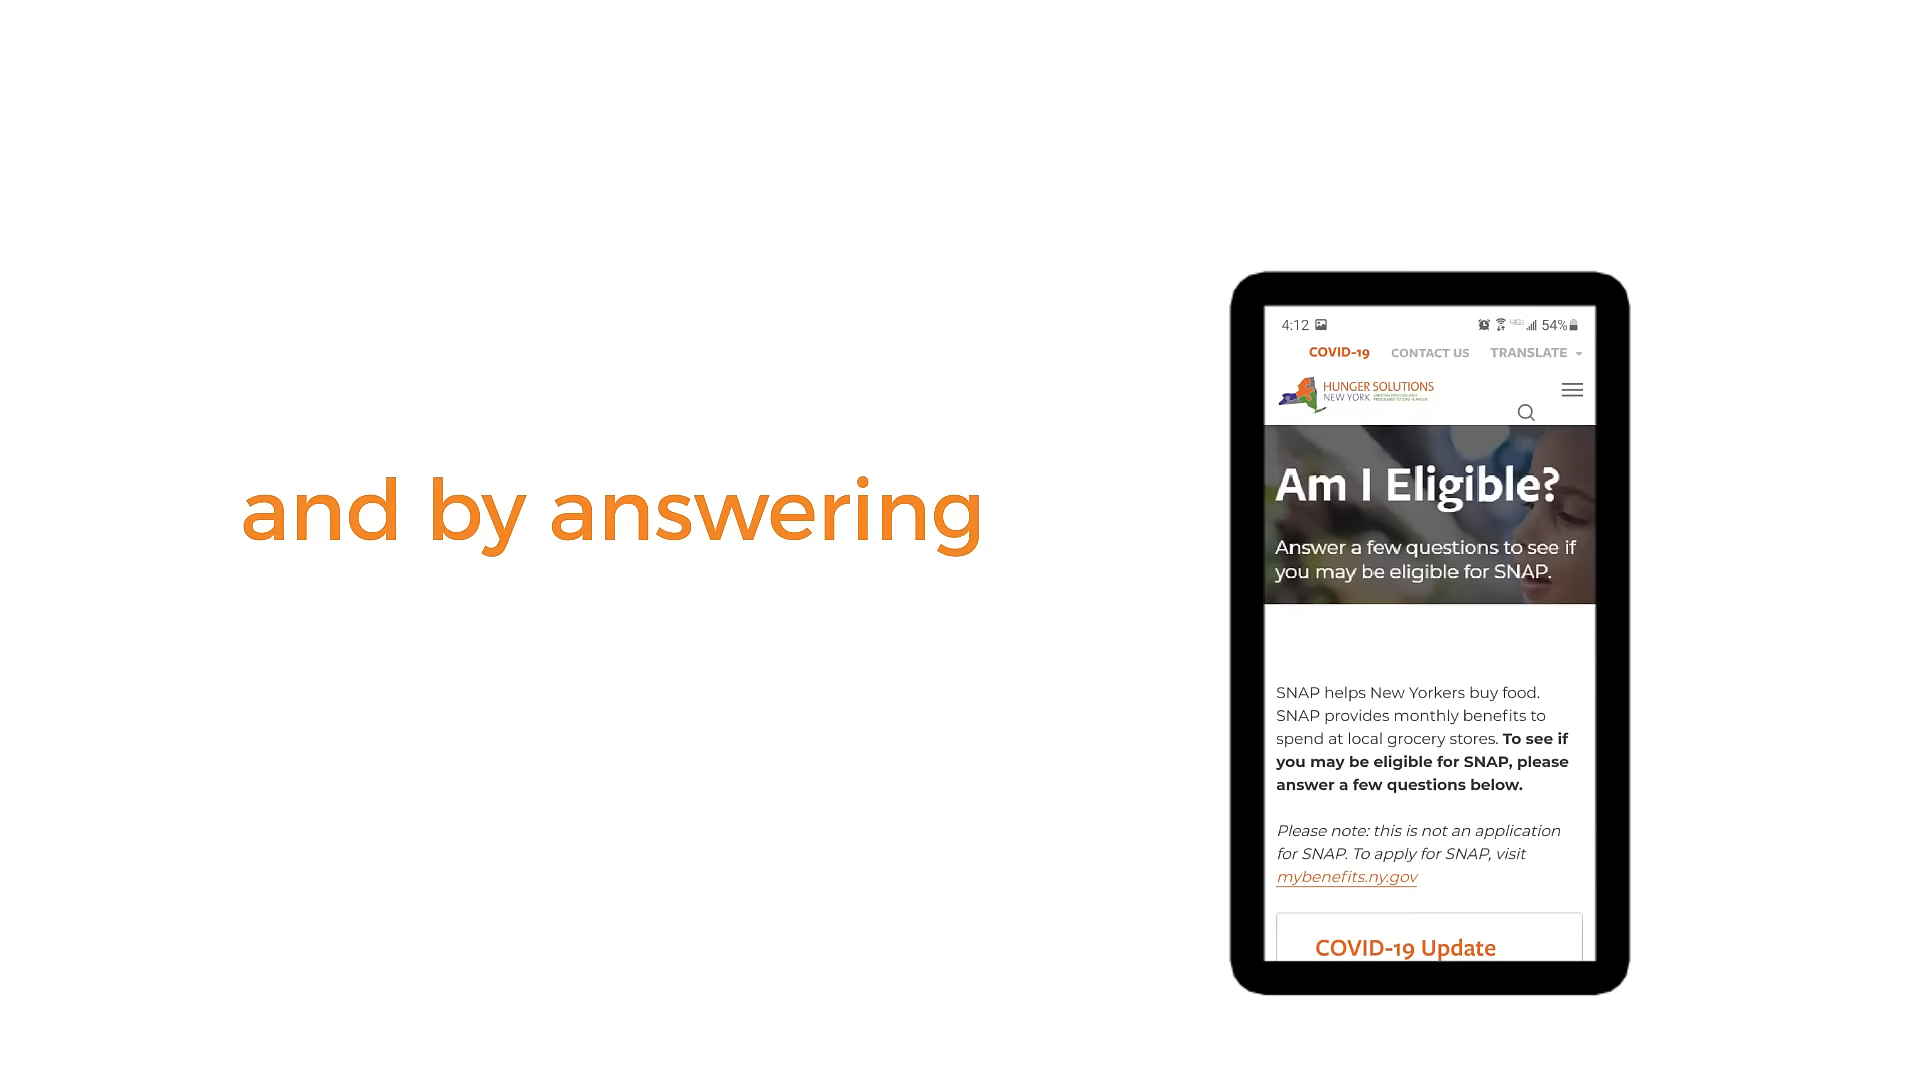 and by answering
4:12
54%
COVID-19 CONTACT US TRANSLATE
HUNGER SOLUTIONS
NEW YORK
Am I Eligible?
Answer a few questions to see if
you may be eligible for SNAP.
SNAP helps New Yorkers buy food.
SNAP provides monthly benefits to
spend at local grocery stores. To see if
you may be eligible for SNAP, please
answer a few questions below.
Please note: this is not an application
for SNAP. To apply for SNAP, visit
mybenefits.ny.gov
COVID-19 Update